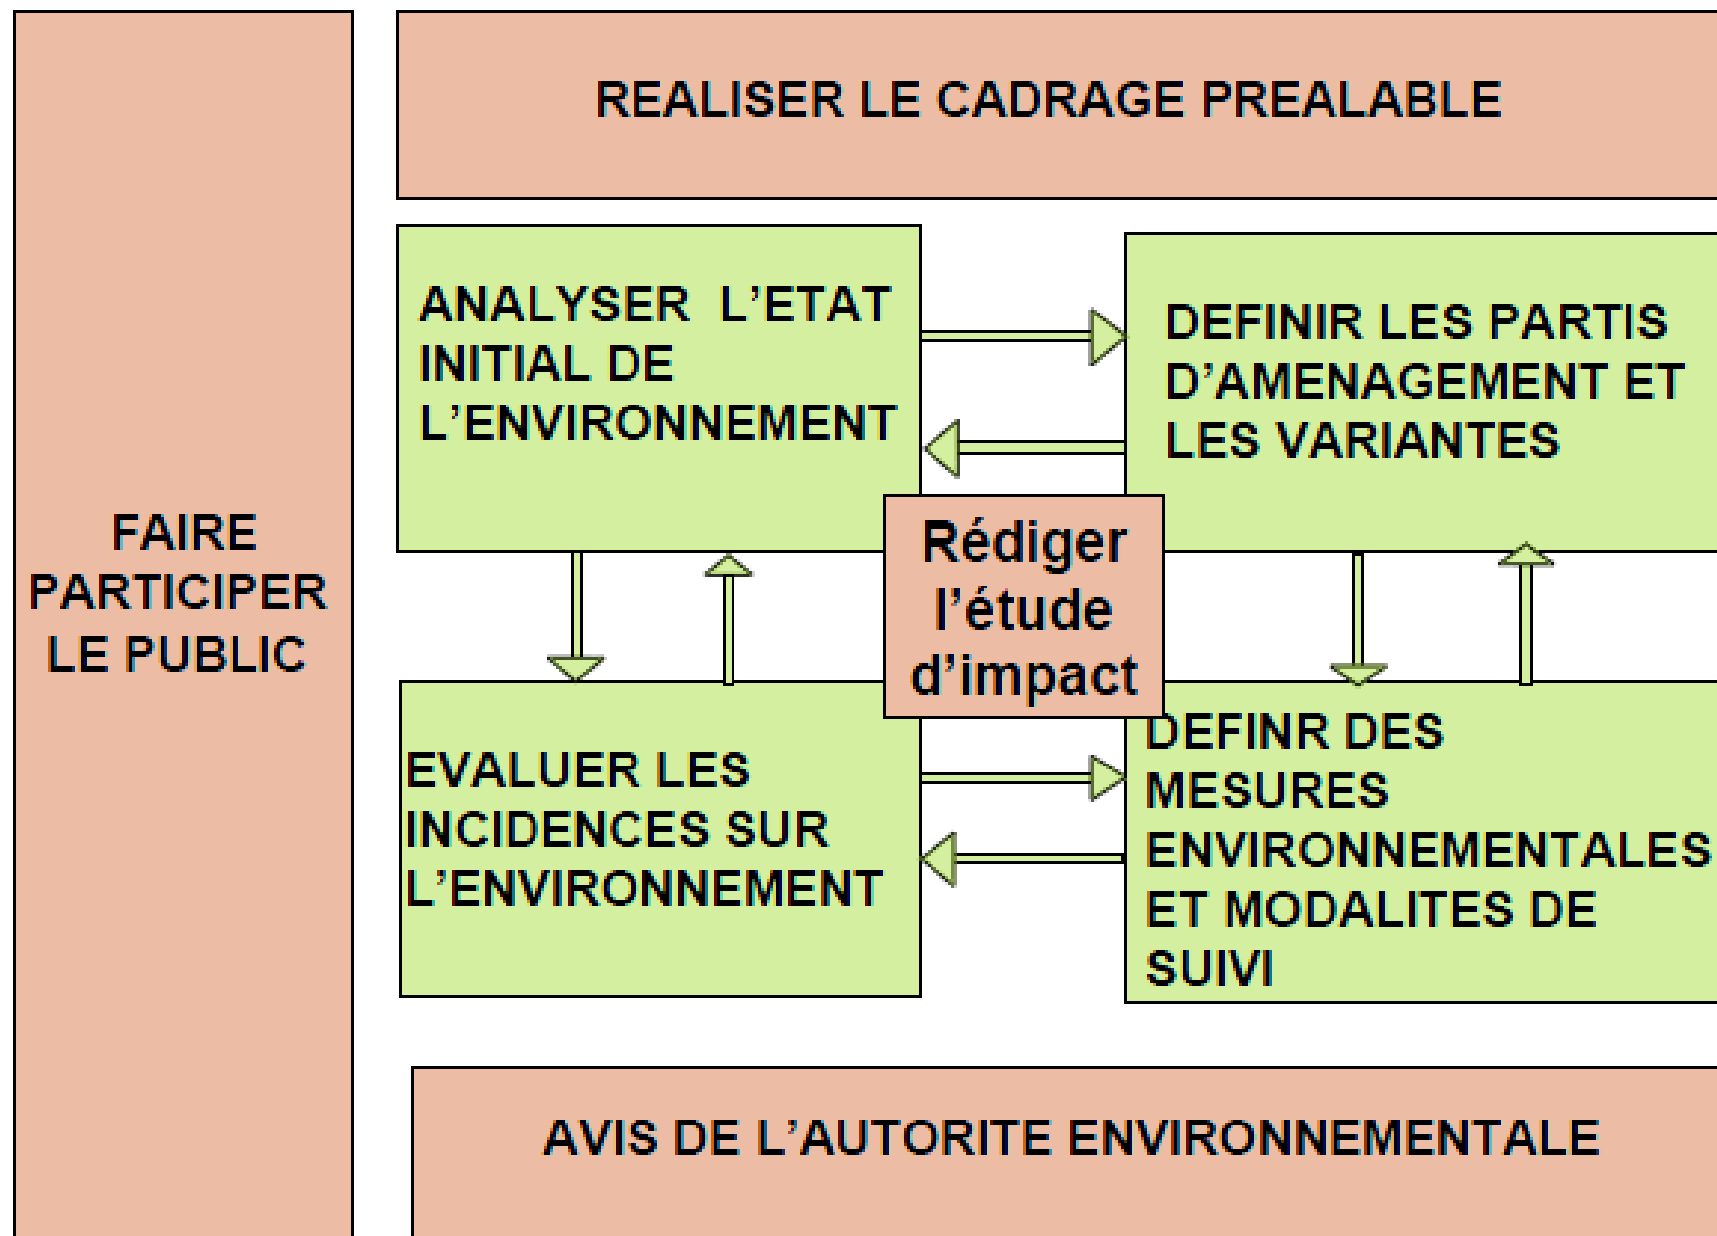 FAIRE
PARTICIPER
LE PUBLIC
REALISER LE CADRAGE PREALABLE
ANALYSER L'ETAT
INITIAL DE
L'ENVIRONNEMENT
DEFINIR LES PARTIS
D'AMENAGEMENT ET
LES VARIANTES
Rédiger
l'étude
d'impact
EVALUER LES
INCIDENCES SUR
L'ENVIRONNEMENT
DEFINR DES
MESURES
ENVIRONNEMENTALES
ET MODALITES DE
SUIVI
AVIS DE L'AUTORITE ENVIRONNEMENTALE